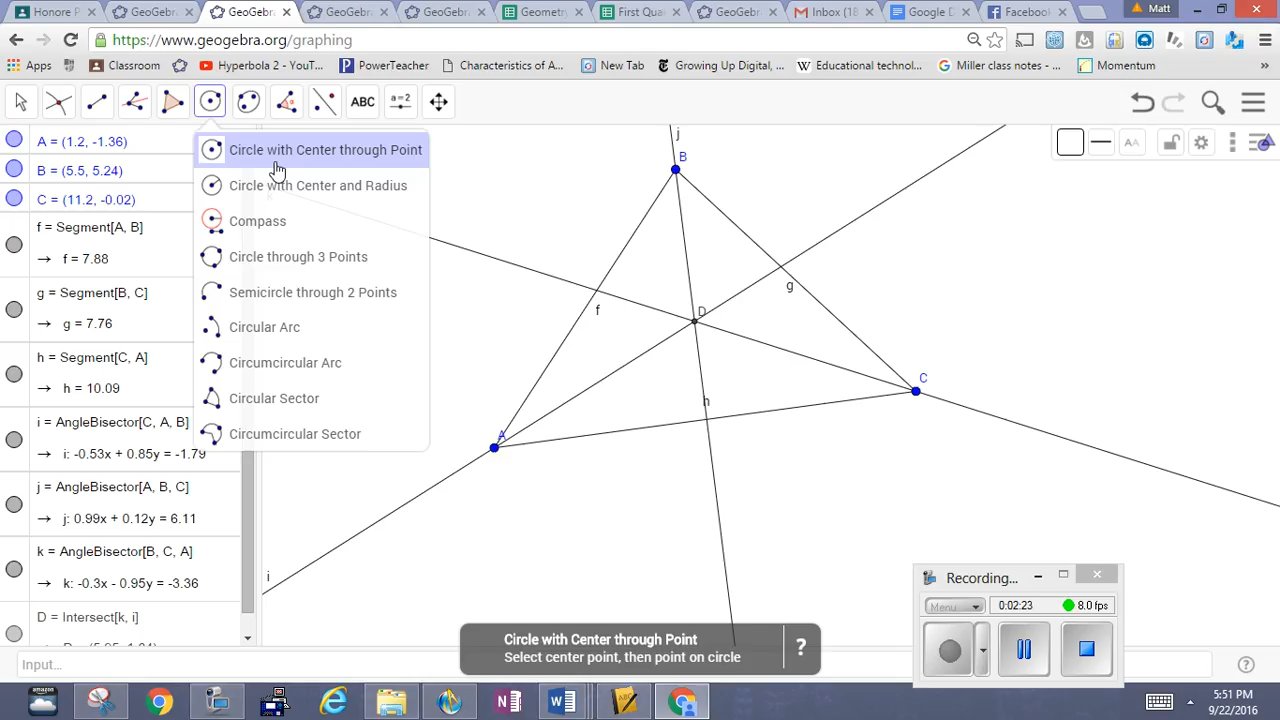 Honore P
GeoGebra
GeoGebra
GeoGebra
GeoGebra
Geometry
First Qua
GeoGebra
Inbox (18
Google D
Facebook
Matt
https://www.geogebra.org/graphing
Apps
Classroom
Hyperbola 2 - YouT...
PowerTeacher
Characteristics of A...
New Tab
Growing Up Digital,...
Educational technol...
Miller class notes - ...
Momentum
ABC
a=2
A = (1.2, -1.36)
B = (5.5, 5.24)
C = (11.2, -0.02)
f = Segment[A, B]
→ f = 7.88
g = Segment[B, C]
→ g = 7.76
h = Segment[C, A]
→ h = 10.09
i = AngleBisector[C, A, B]
→ i: -0.53x + 0.85y = -1.79
j = AngleBisector[A, B, C]
→ j: 0.99x + 0.12y = 6.11
k = AngleBisector[B, C, A]
→ k: -0.3x - 0.95y = -3.36
D = Intersect[k, i]
Circle with Center through Point
Circle with Center and Radius
Compass
Circle through 3 Points
Semicircle through 2 Points
Circular Arc
Circumcircular Arc
Circular Sector
Circumcircular Sector
j
B
AA
g
D
f
C
h
A
i
Recording...
Menu
0:02:23
8.0 fps
Circle with Center through Point
Select center point, then point on circle
?
Input...
5:51 PM
9/22/2016